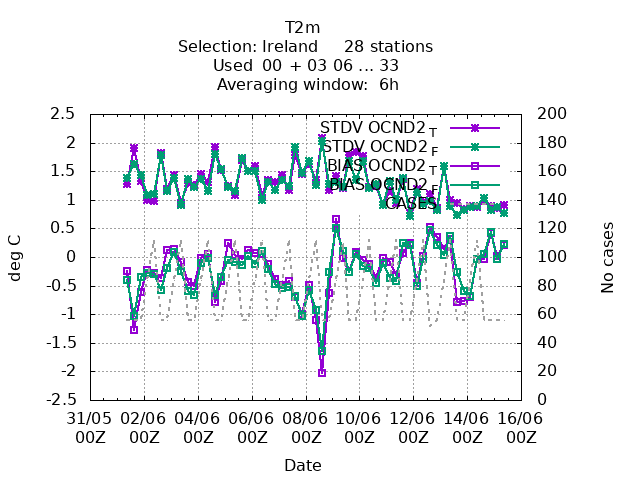 T2m
Selection: Ireland 28 stations
Used 00 + 03 06 ... 33
Averaging window: 6h
2.5 200
STDV OCND2 T
2 180
STDV OCND2 F
1.5 160
BIAS OCND2 T
BIAS OCND2 F
1 140
CASES
0.5 120
0 100
-0.5 80
-1 60
-1.5 40
-2 20
-2.5 0
deg C
No cases
31/05 02/06 04/06 06/06 08/06 10/06 12/06 14/06 16/06
00Z 00Z 00Z 00Z 00Z 00Z 00Z 00Z 00Z
Date